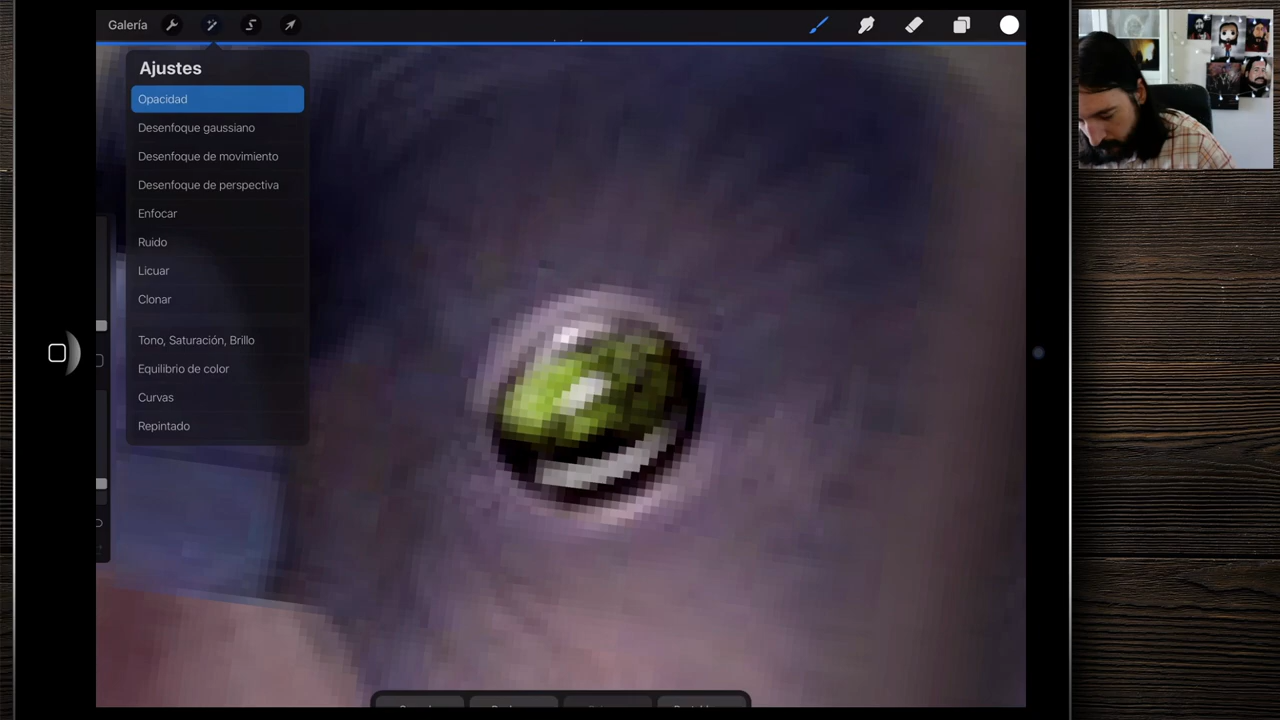 Galería
Ajustes
Opacidad
Desenfoque gaussiano
Desenfoque de movimiento
Desenfoque de perspectiva
Enfocar
Ruido
Licuar
Clonar
Tono, Saturación, Brillo
Equilibrio de color
Curvas
Repintado